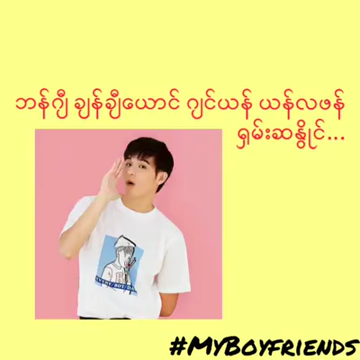 ဘန်ဂျီ ချန်ချီယောင် ဂျင်ယန် ယန်လဖန်
ရှမ်းဆနွိုင်...
#MyBoyfriends